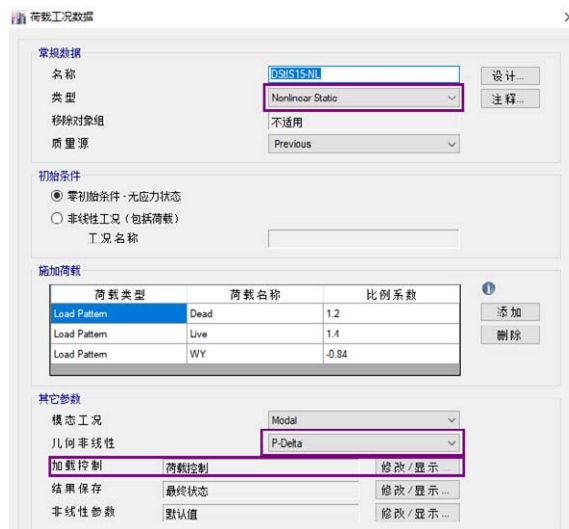 荷载工况数据
常规数据
名称 DStlS15-NL 设计...
类型 Nonlinear Static 注释...
移除对象组 不适用
质量源 Previous
初始条件
零初始条件 - 无应力状态
非线性工况（包括荷载）
工况名称
施加荷载
荷载类型 荷载名称 比例系数
Load Pattern Dead 1.2 添加
Load Pattern Live 1.4 删除
Load Pattern WY -0.84
其它参数
模态工况 Modal
几何非线性 P-Delta
加载控制 荷载控制 修改/显示...
结果保存 最终状态 修改/显示...
非线性参数 默认值 修改/显示...